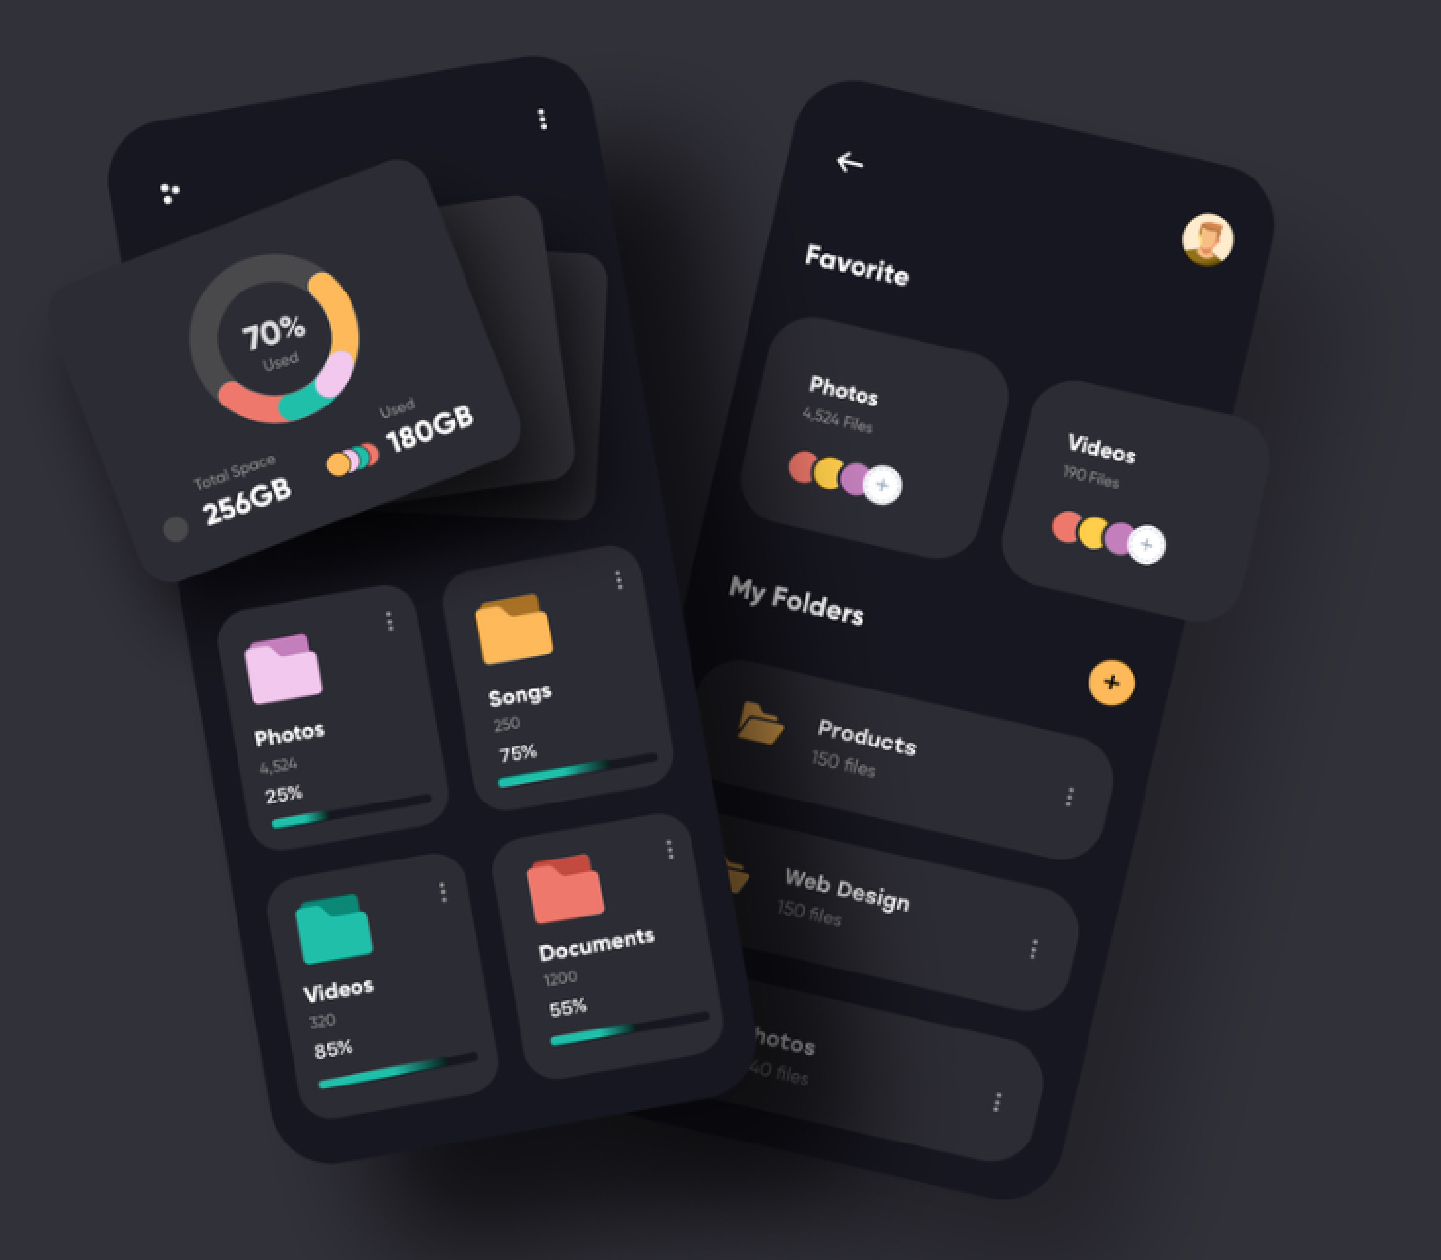 70%
Used
Total Space
256GB
Used
180GB
Photos
4,524
25%
Songs
250
75%
Videos
320
85%
Documents
1200
55%
Favorite
Photos
4,524 Files
Videos
190 Files
My Folders
Products
150 files
Web Design
150 files
hotos
40 files